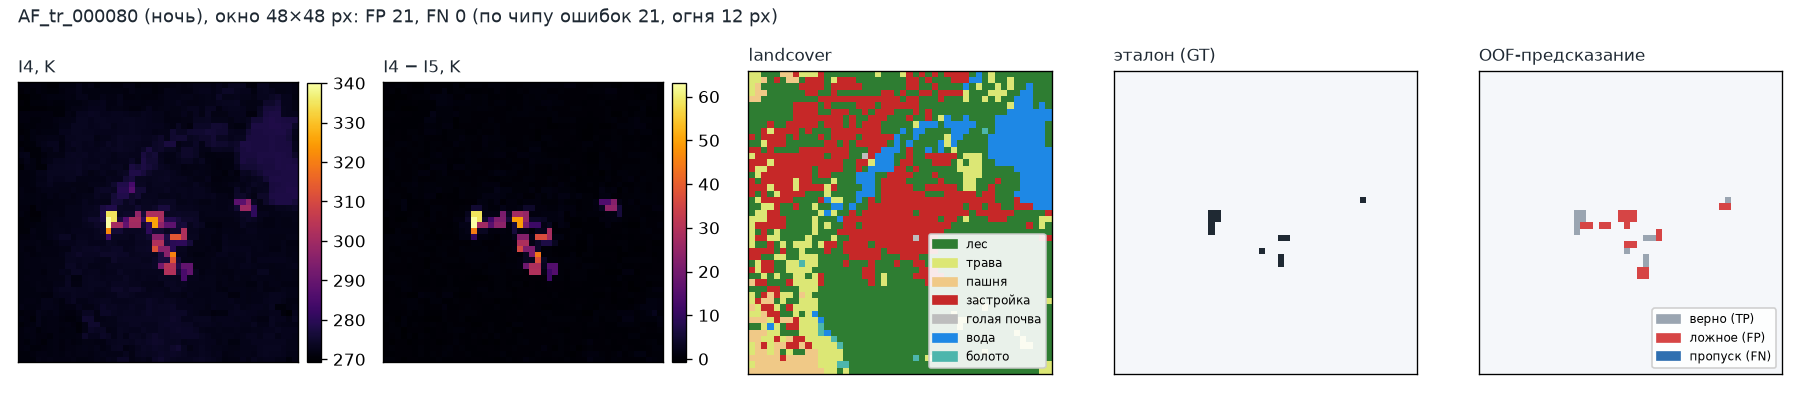 AF_tr_000080 (ночь), окно 48×48 px: FP 21, FN 0 (по чипу ошибок 21, огня 12 px)
I4, K
340
330
320
310
300
290
280
270
I4 − I5, K
60
50
40
30
20
10
0
landcover
лес
трава
пашня
застройка
голая почва
вода
болото
эталон (GT)
OOF-предсказание
верно (TP)
ложное (FP)
пропуск (FN)